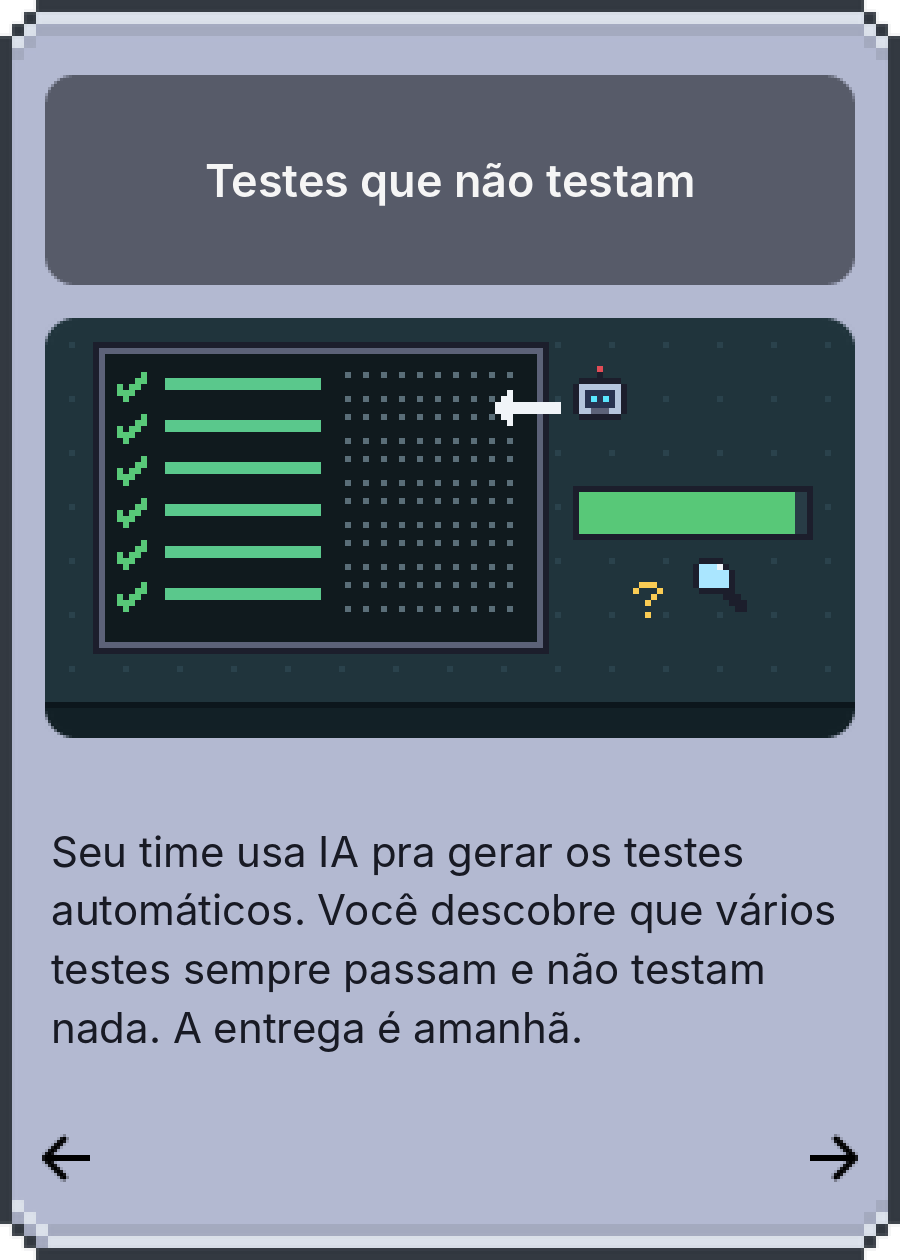 Testes que não testam
?
Seu time usa IA pra gerar os testes
automáticos. Você descobre que vários
testes sempre passam e não testam
nada. A entrega é amanhã.